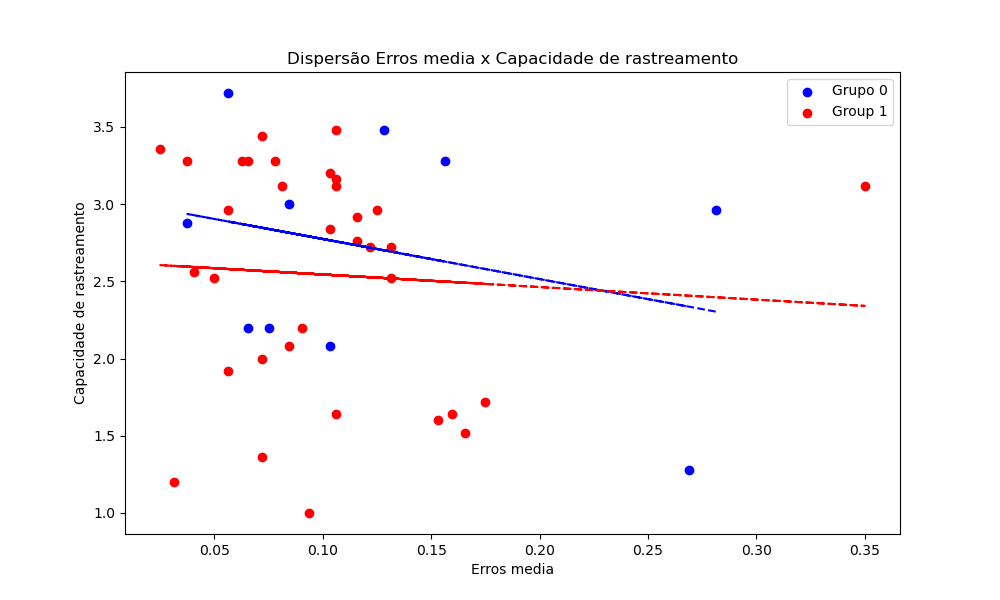 Dispersão Erros media x Capacidade de rastreamento
Grupo 0
Group 1
Capacidade de rastreamento
3.5
3.0
2.5
2.0
1.5
1.0
0.05
0.10
0.15
0.20
0.25
0.30
0.35
Erros media